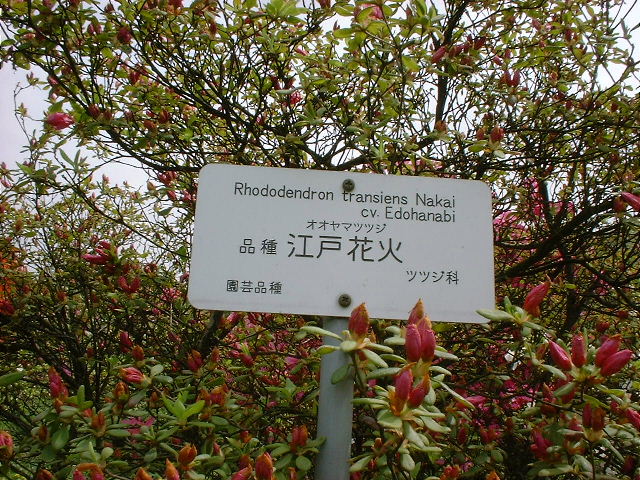 Rhododendron transiens Nakai
cv. Edohanabi
オオヤマツツジ
品種 江戸花火
ツツジ科
園芸品種